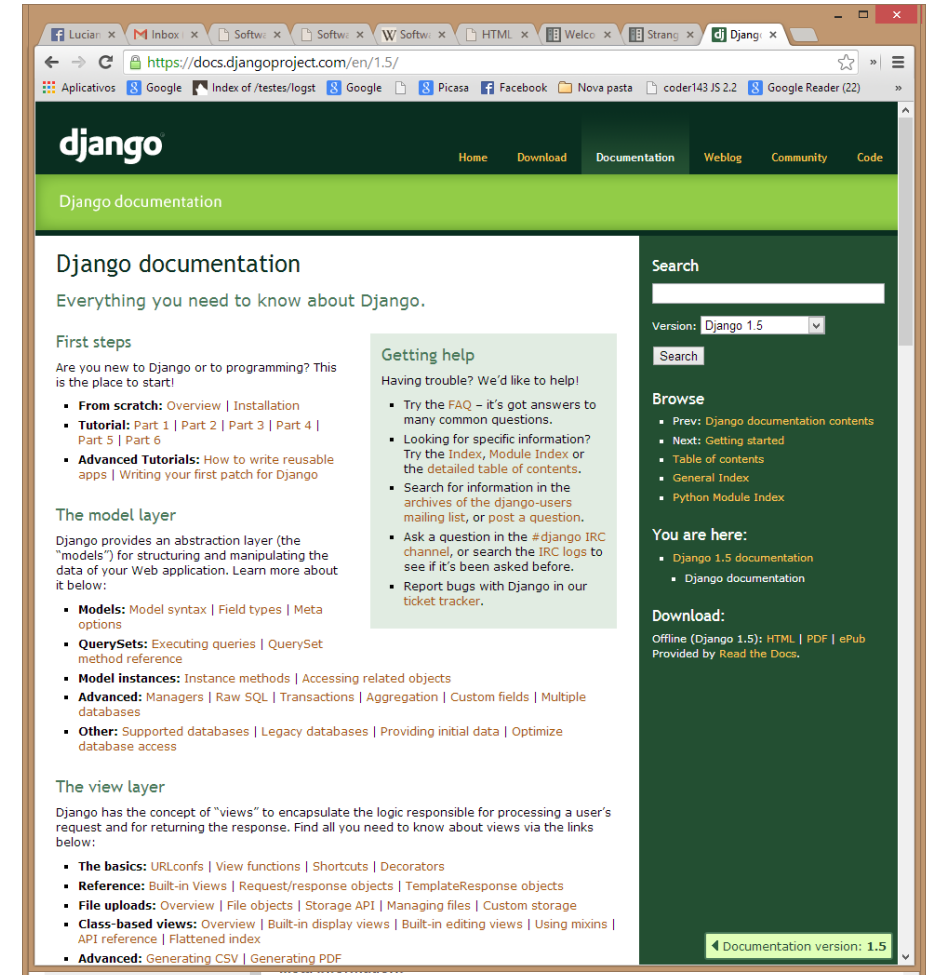 Lucian
Inbox
Softwa
Softwa
Softwa
HTML
Welco
Strang
Djang
https://docs.djangoproject.com/en/1.5/
Aplicativos Google Index of /testes/logst Google Picasa Facebook Nova pasta coder143 JS 2.2 Google Reader (22) »
django
Home Download Documentation Weblog Community Code
Django documentation
Django documentation
Everything you need to know about Django.
First steps
Are you new to Django or to programming? This
is the place to start!
From scratch: Overview | Installation
Tutorial: Part 1 | Part 2 | Part 3 | Part 4 |
Part 5 | Part 6
Advanced Tutorials: How to write reusable
apps | Writing your first patch for Django
Getting help
Having trouble? We'd like to help!
Try the FAQ – it's got answers to
many common questions.
Looking for specific information?
Try the Index, Module Index or
the detailed table of contents.
Search for information in the
archives of the django-users
mailing list, or post a question.
Ask a question in the #django IRC
channel, or search the IRC logs to
see if it's been asked before.
Report bugs with Django in our
ticket tracker.
The model layer
Django provides an abstraction layer (the
“models”) for structuring and manipulating the
data of your Web application. Learn more about
it below:
Models: Model syntax | Field types | Meta
options
QuerySets: Executing queries | QuerySet
method reference
Model instances: Instance methods | Accessing related objects
Advanced: Managers | Raw SQL | Transactions | Aggregation | Custom fields | Multiple
databases
Other: Supported databases | Legacy databases | Providing initial data | Optimize
database access
The view layer
Django has the concept of “views” to encapsulate the logic responsible for processing a user's
request and for returning the response. Find all you need to know about views via the links
below:
The basics: URLconfs | View functions | Shortcuts | Decorators
Reference: Built-in Views | Request/response objects | TemplateResponse objects
File uploads: Overview | File objects | Storage API | Managing files | Custom storage
Class-based views: Overview | Built-in display views | Built-in editing views | Using mixins |
API reference | Flattened index
Advanced: Generating CSV | Generating PDF
Search
Version: Django 1.5
Search
Browse
Prev: Django documentation contents
Next: Getting started
Table of contents
General Index
Python Module Index
You are here:
Django 1.5 documentation
Django documentation
Download:
Offline (Django 1.5): HTML | PDF | ePub
Provided by Read the Docs.
Documentation version: 1.5